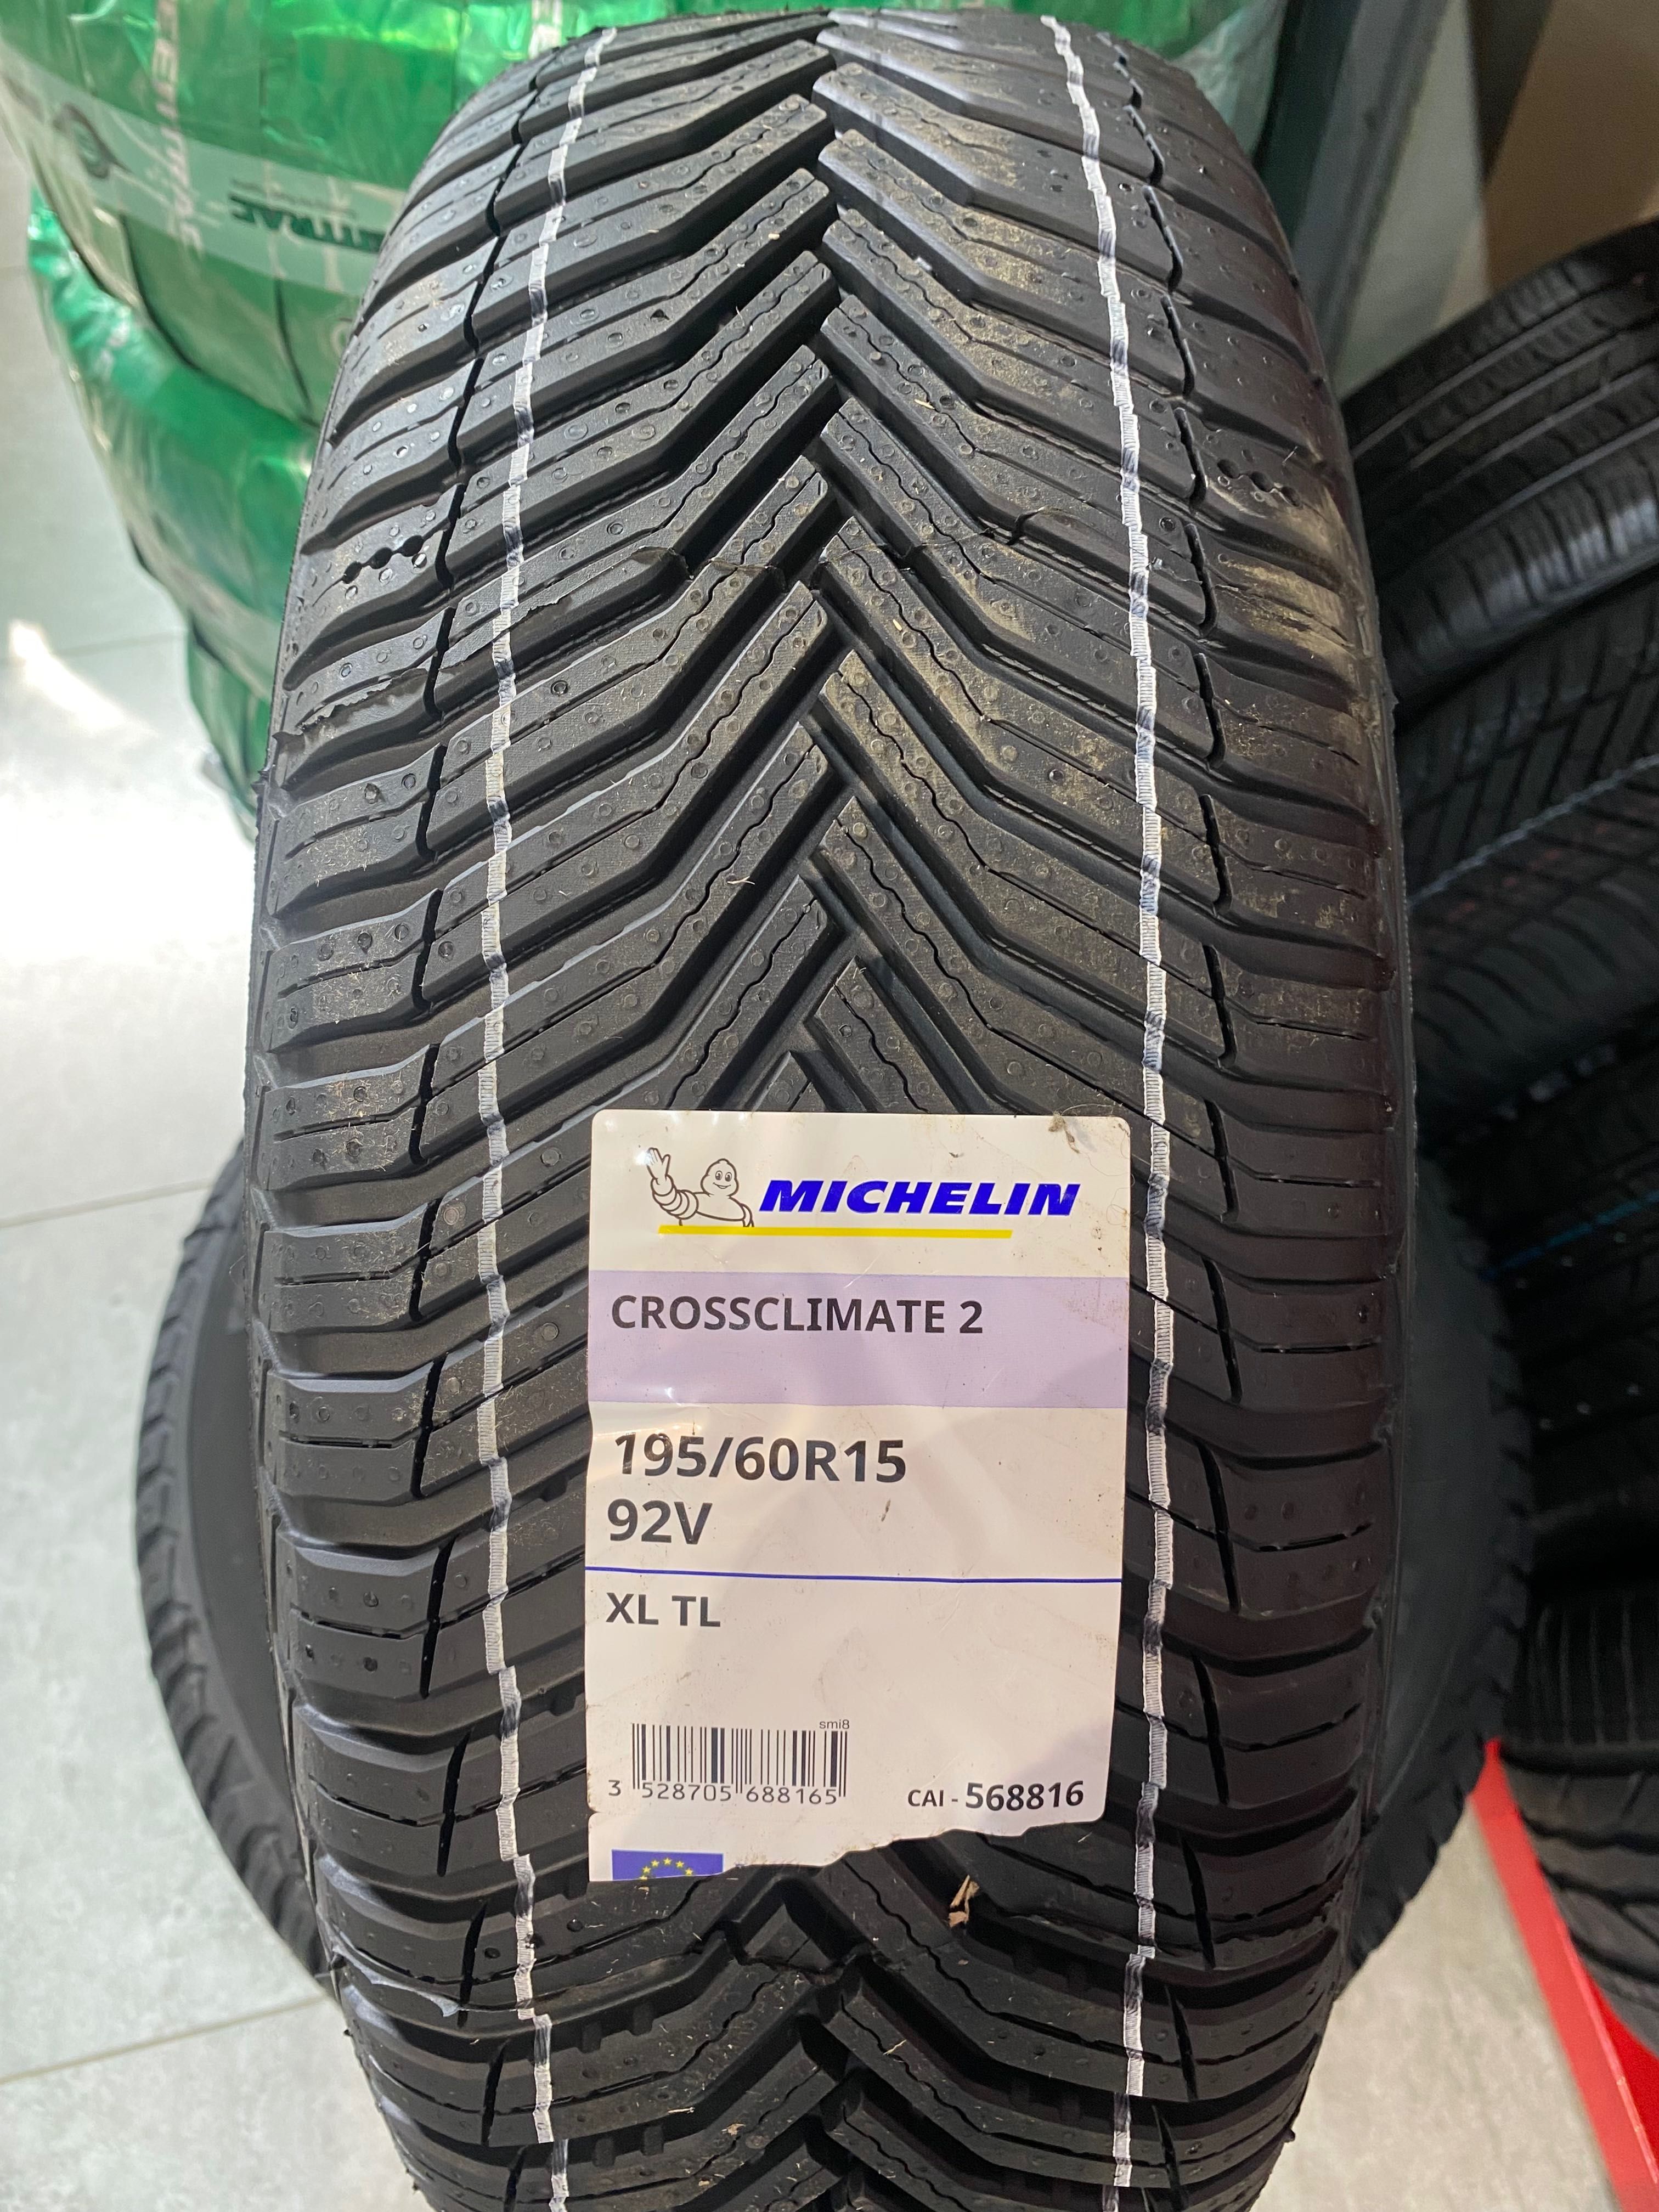 MICHELIN
CROSSCLIMATE 2
195/60R15
92V
XL TL
smi8
3 528705 688165
CAI - 568816